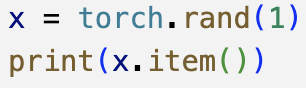 x = torch.rand(1)
print(x.item())